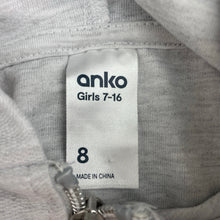 anko
Girls 7-16
8
MADE IN CHINA